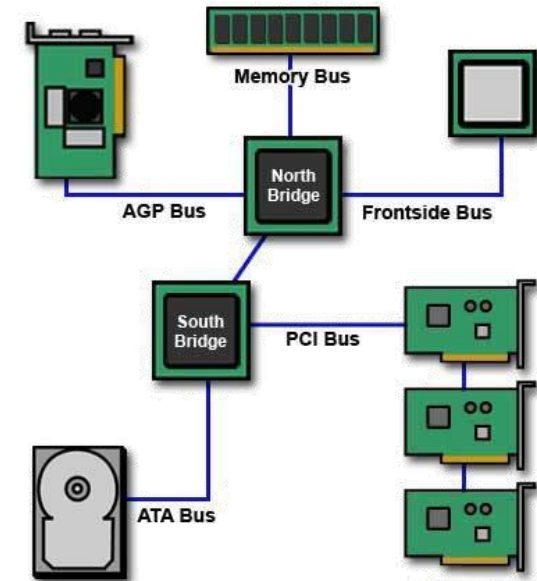 Memory Bus
North
Bridge
AGP Bus
Frontside Bus
South
Bridge
PCI Bus
ATA Bus